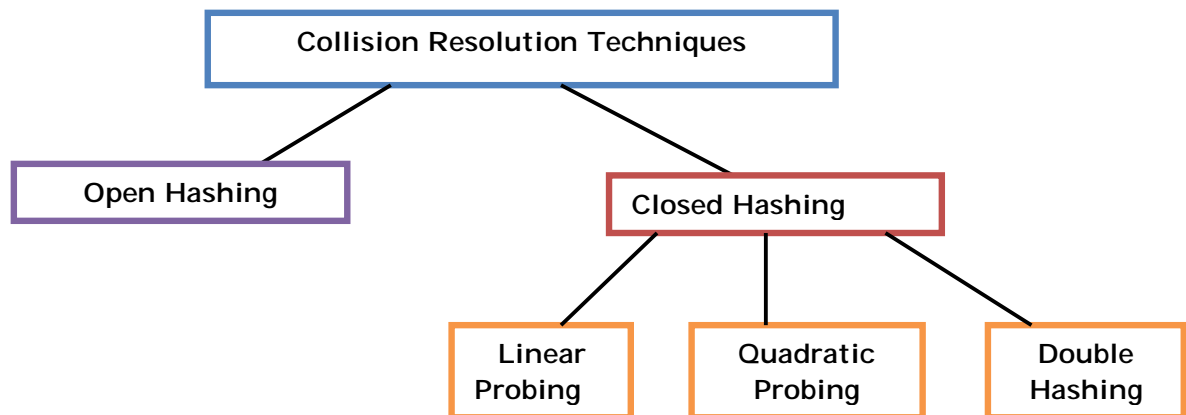 Collision Resolution Techniques
Open Hashing
Closed Hashing
Linear
Probing
Quadratic
Probing
Double
Hashing